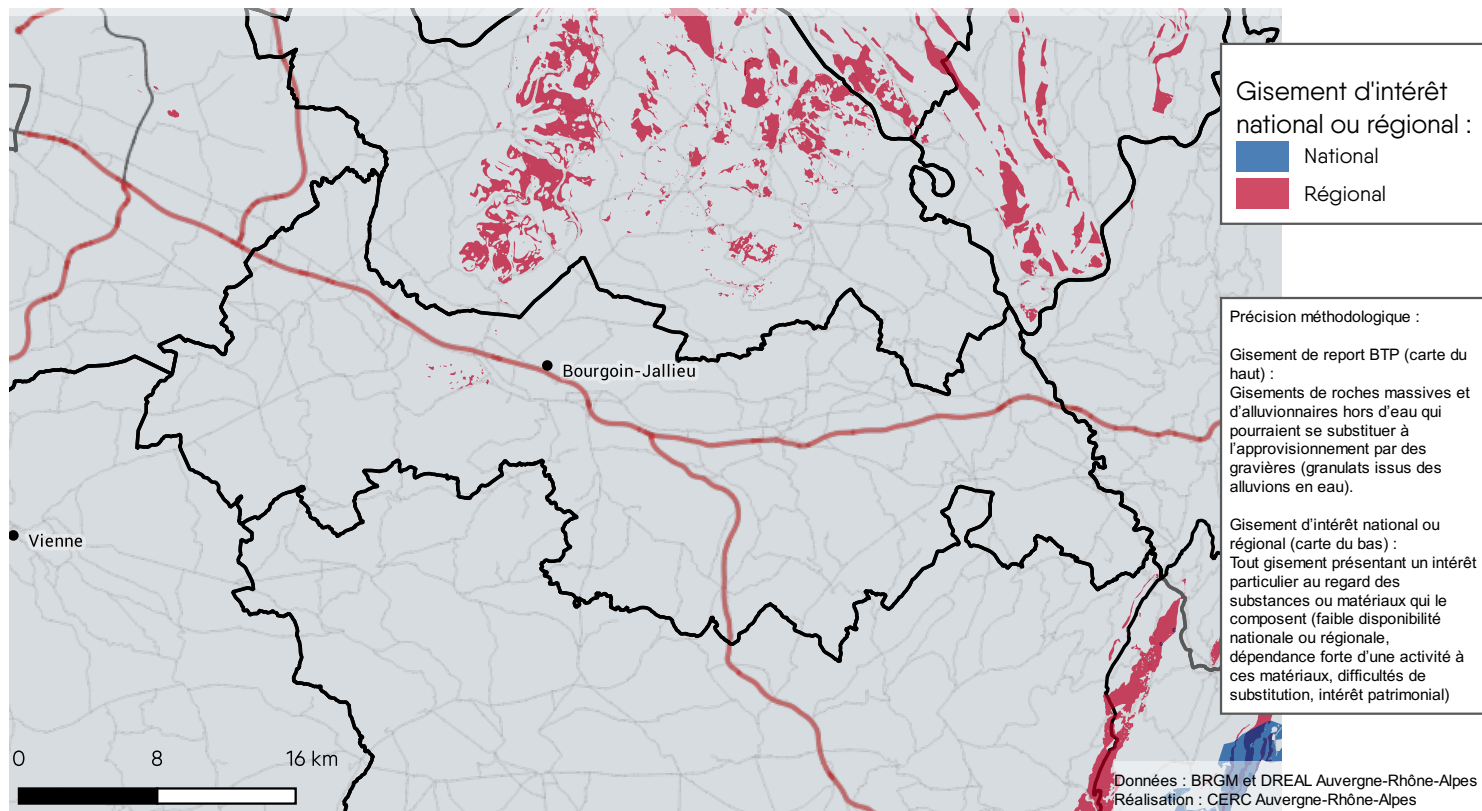 Gisement d'intérêt
national ou régional :
National
Régional
Bourgoin-Jallieu
Vienne
Précision méthodologique :
Gisement de report BTP (carte du
haut) :
Gisements de roches massives et
d'alluvionnaires hors d'eau qui
pourraient se substituer à
l'approvisionnement par des
gravières (granulats issus des
alluvions en eau).
Gisement d'intérêt national ou
régional (carte du bas) :
Tout gisement présentant un intérêt
particulier au regard des
substances ou matériaux qui le
composent (faible disponibilité
nationale ou régionale,
dépendance forte d'une activité à
ces matériaux, difficultés de
substitution, intérêt patrimonial)
0 8 16 km
Données : BRGM et DREAL Auvergne-Rhône-Alpes
Réalisation : CERC Auvergne-Rhône-Alpes